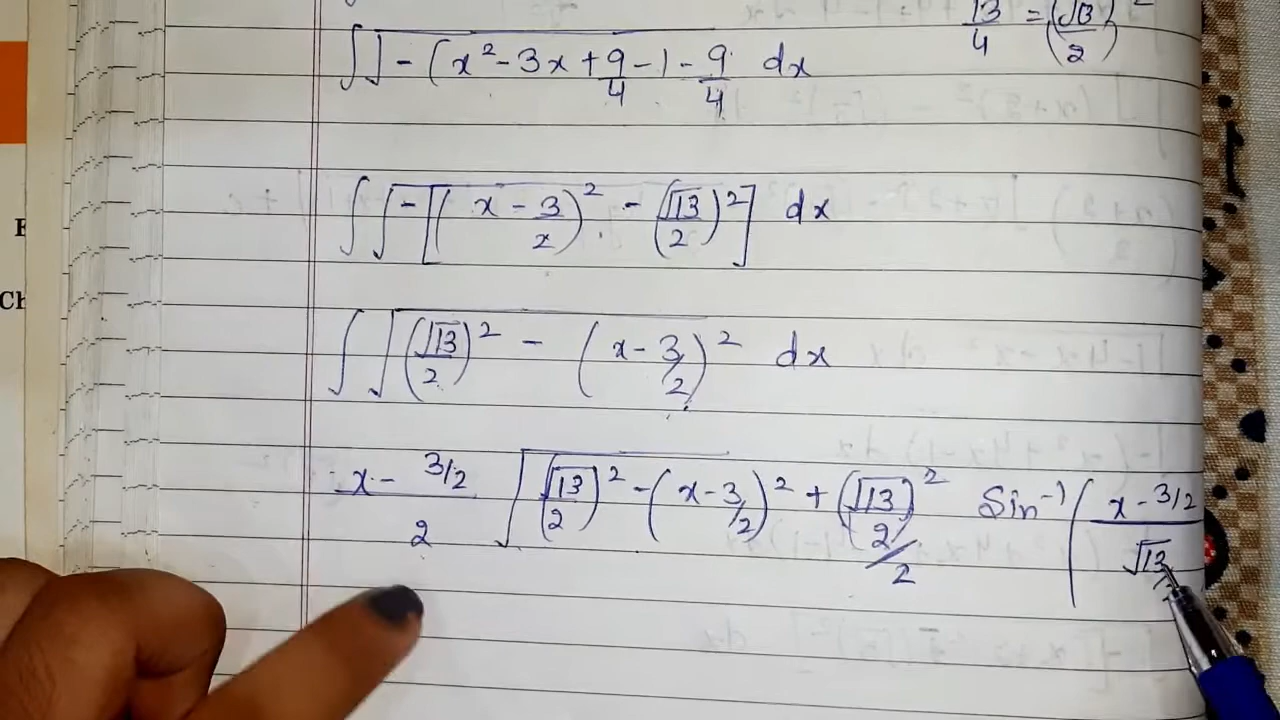 13/4 = (√13/2)²
∫√-(x² - 3x + 9/4 - 1 - 9/4 dx
∫√-[(x - 3/2)² - (√13/2)²] dx
∫√(√13/2)² - (x - 3/2)² dx
x - 3/2 / 2 √(√13/2)² - (x - 3/2)² + (√13/2)²/2 Sin⁻¹(x - 3/2 / √13/2